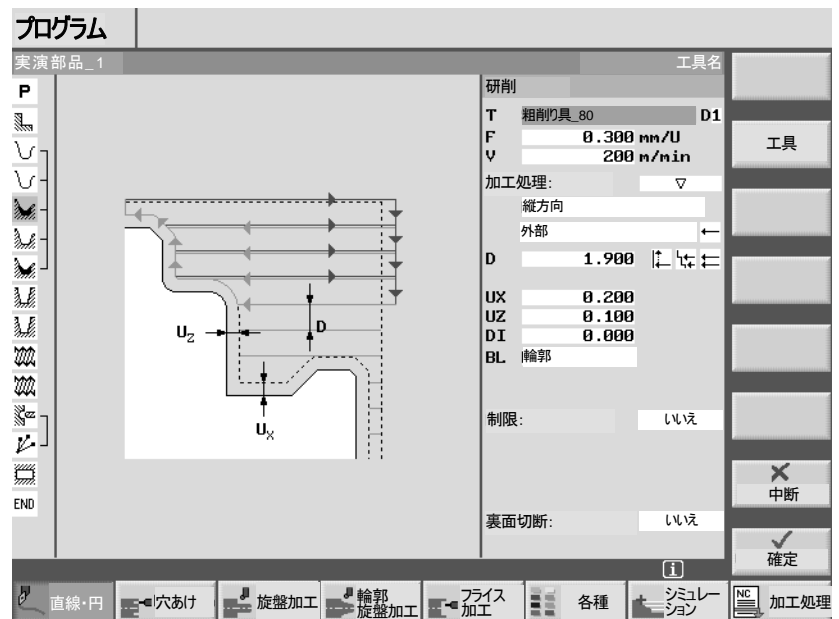 プログラム
実演部品_1
工具名
P
END
U_Z
D
U_X
研削
T 粗削り具_80 D1
F 0.300 mm/U
V 200 m/min
加工処理: ▽
縦方向
外部 ←
D 1.900
UX 0.200
UZ 0.100
DI 0.000
BL 輪郭
制限: いいえ
裏面切断: いいえ
工具
中断
確定
i
直線・円
穴あけ
旋盤加工
輪郭
旋盤加工
フライス
加工
各種
シミュレー
ション
NC
加工処理